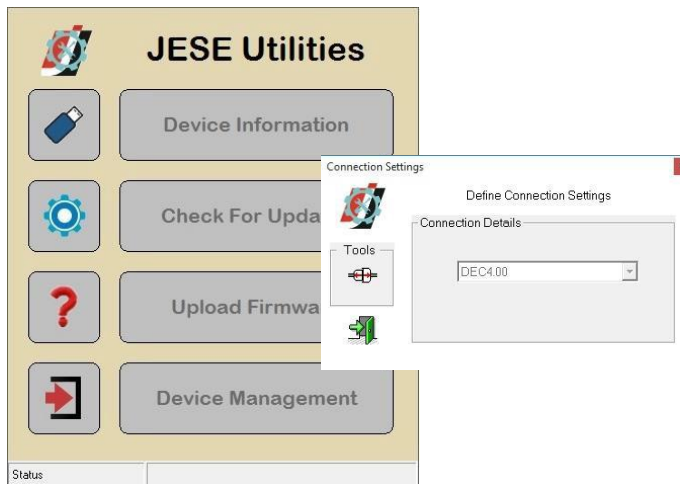 JESE Utilities
Device Information
Check For Upda
Upload Firmwa
Device Management
Status
Connection Settings
Define Connection Settings
Connection Details
Tools
DEC4.00